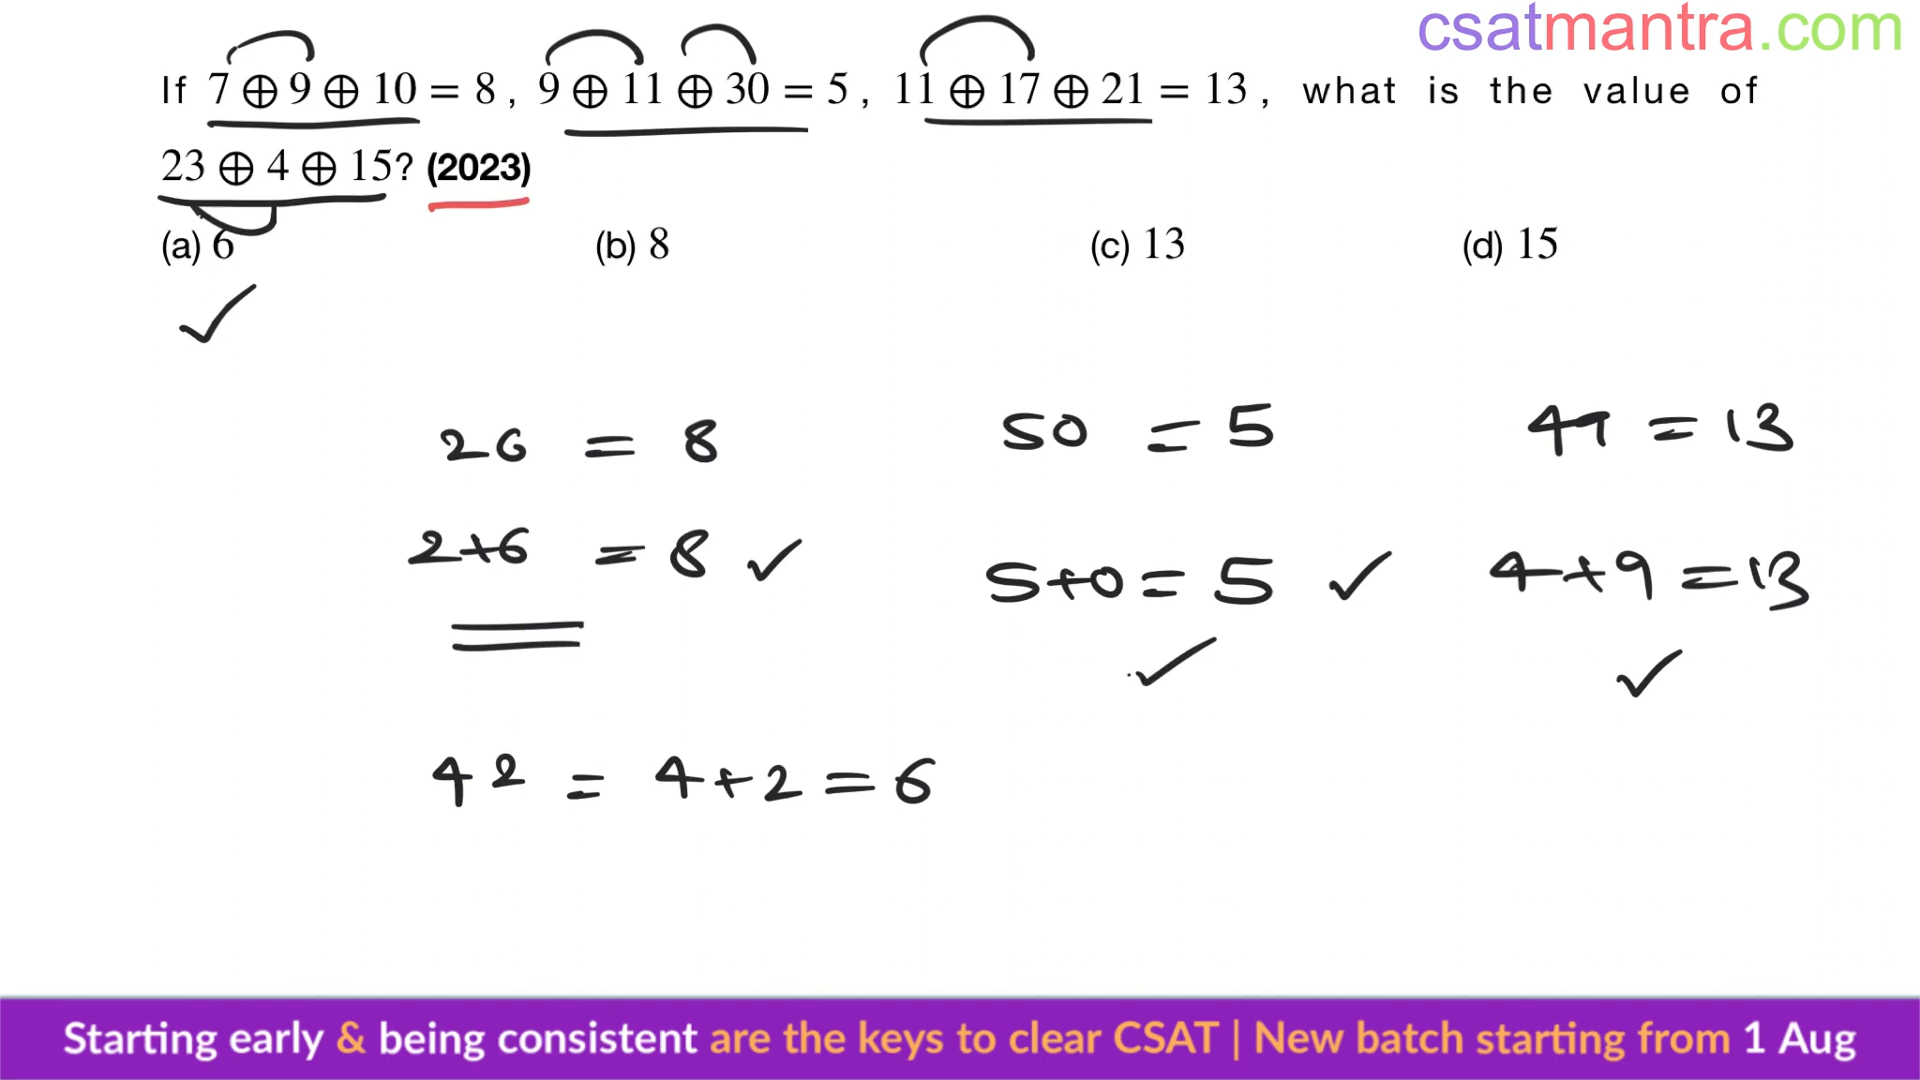 csatmantra.com
If 7 ⊕ 9 ⊕ 10 = 8, 9 ⊕ 11 ⊕ 30 = 5, 11 ⊕ 17 ⊕ 21 = 13, what is the value of
23 ⊕ 4 ⊕ 15? (2023)
(a) 6 (b) 8 (c) 13 (d) 15
26 = 8 50 = 5 49 = 13
2+6 = 8 5+0 = 5 4+9 = 13
42 = 4+2 = 6
Starting early & being consistent are the keys to clear CSAT | New batch starting from 1 Aug